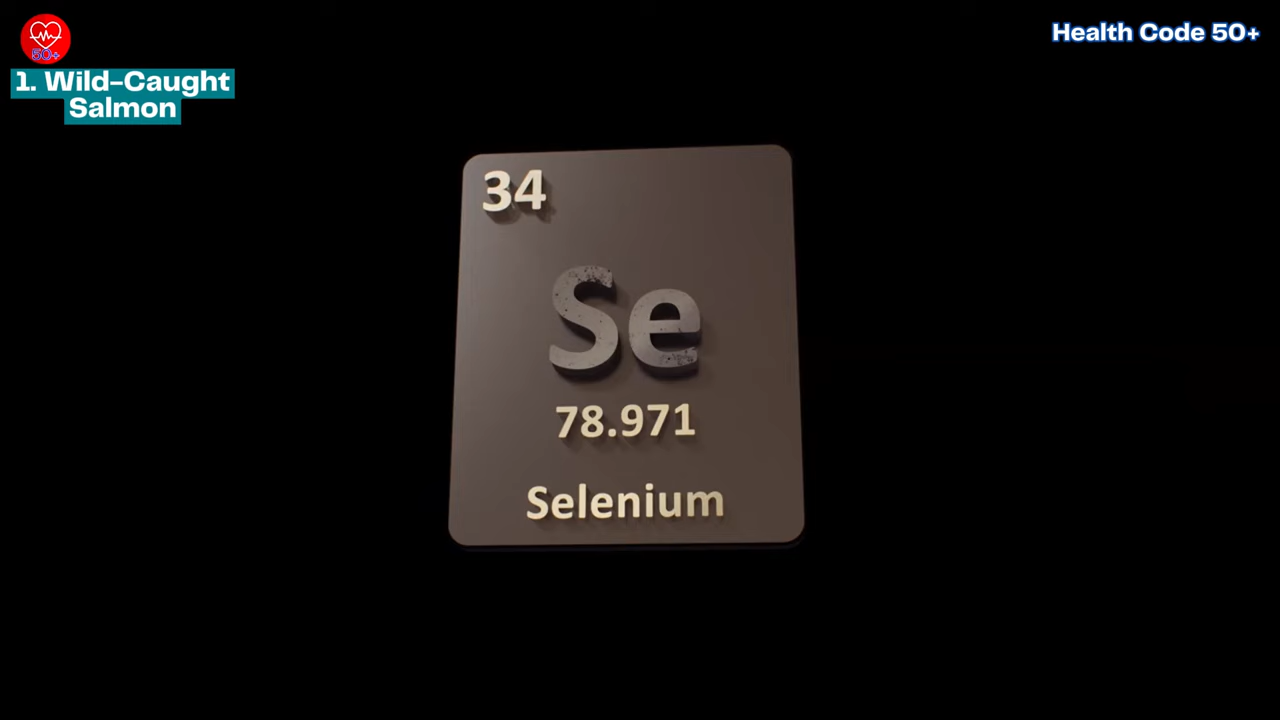 50+
Health Code 50+
1. Wild-Caught
Salmon
34
Se
78.971
Selenium